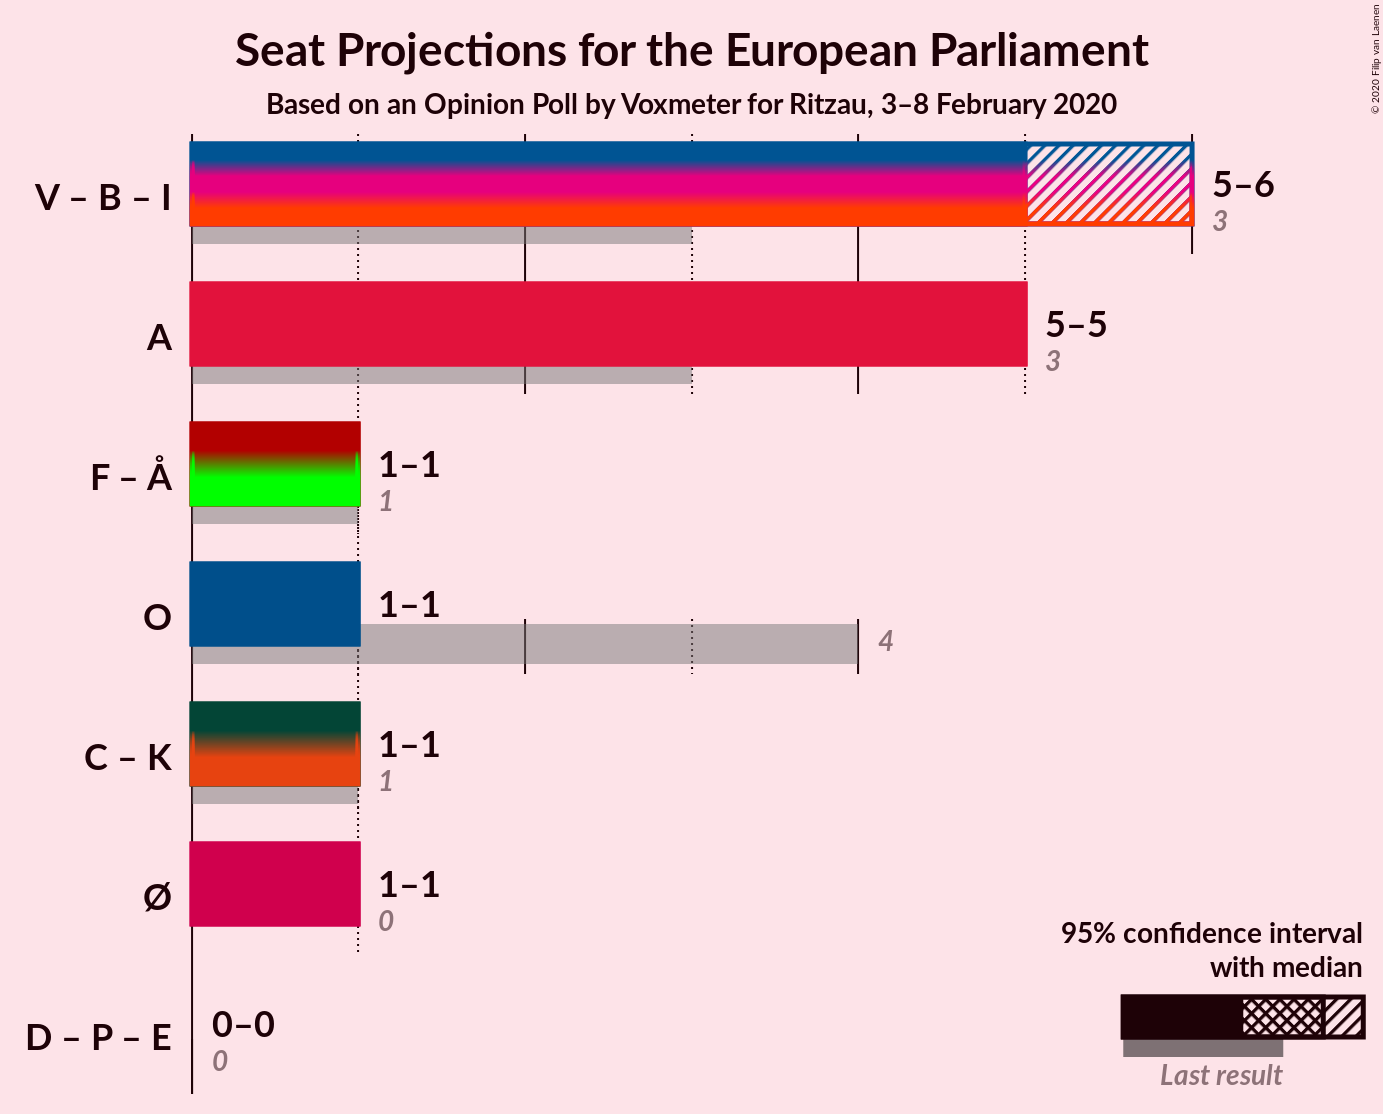 Seat Projections for the European Parliament
Based on an Opinion Poll by Voxmeter for Ritzau, 3–8 February 2020
© 2020 Filip van Laenen
V – B – I
5–6
3
A
5–5
3
F – Å
1–1
1
O
1–1
4
C – K
1–1
1
Ø
1–1
0
D – P – E
0–0
0
95% confidence interval
with median
Last result